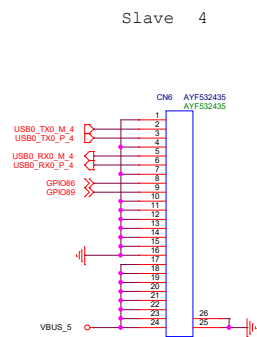 Slave 4
CN6 AYF532435
AYF532435
1
USB0_TX0_M_4 2
USB0_TX0_P_4 3
4
USB0_RX0_M_4 5
USB0_RX0_P_4 6
7
GPIO86 8
GPIO89 9
10
11
12
13
14
15
16
17
18
19
20
21
22
23 26
VBUS_5 24 25